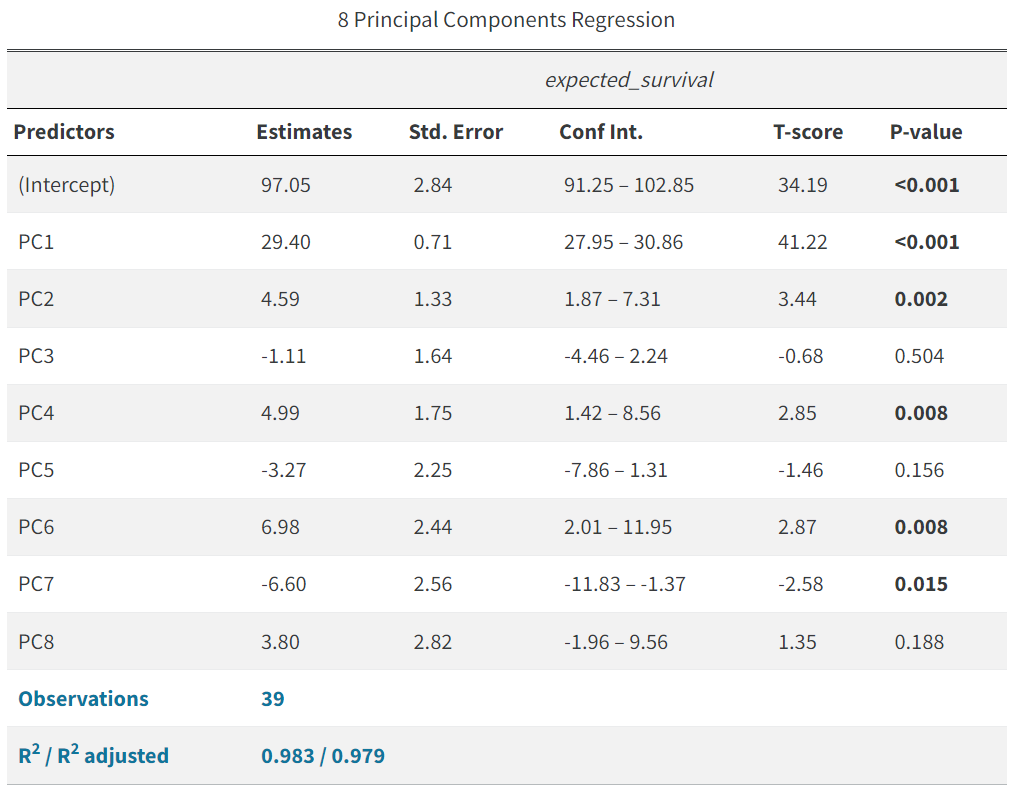 8 Principal Components Regression
expected_survival
Predictors Estimates Std. Error Conf Int. T-score P-value
(Intercept) 97.05 2.84 91.25 – 102.85 34.19 <0.001
PC1 29.40 0.71 27.95 – 30.86 41.22 <0.001
PC2 4.59 1.33 1.87 – 7.31 3.44 0.002
PC3 -1.11 1.64 -4.46 – 2.24 -0.68 0.504
PC4 4.99 1.75 1.42 – 8.56 2.85 0.008
PC5 -3.27 2.25 -7.86 – 1.31 -1.46 0.156
PC6 6.98 2.44 2.01 – 11.95 2.87 0.008
PC7 -6.60 2.56 -11.83 – -1.37 -2.58 0.015
PC8 3.80 2.82 -1.96 – 9.56 1.35 0.188
Observations 39
R² / R² adjusted 0.983 / 0.979